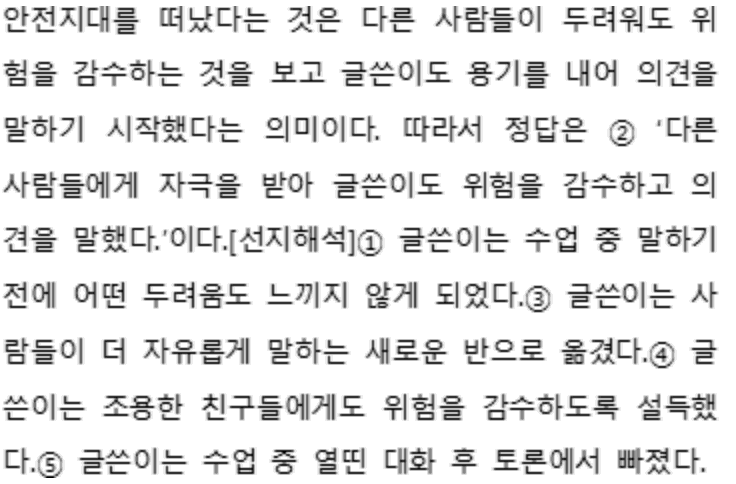 안전지대를 떠났다는 것은 다른 사람들이 두려워도 위
험을 감수하는 것을 보고 글쓴이도 용기를 내어 의견을
말하기 시작했다는 의미이다. 따라서 정답은 ② ‘다른
사람들에게 자극을 받아 글쓴이도 위험을 감수하고 의
견을 말했다.’이다.[선지해석]① 글쓴이는 수업 중 말하기
전에 어떤 두려움도 느끼지 않게 되었다.③ 글쓴이는 사
람들이 더 자유롭게 말하는 새로운 반으로 옮겼다.④ 글
쓴이는 조용한 친구들에게도 위험을 감수하도록 설득했
다.⑤ 글쓴이는 수업 중 열띤 대화 후 토론에서 빠졌다.